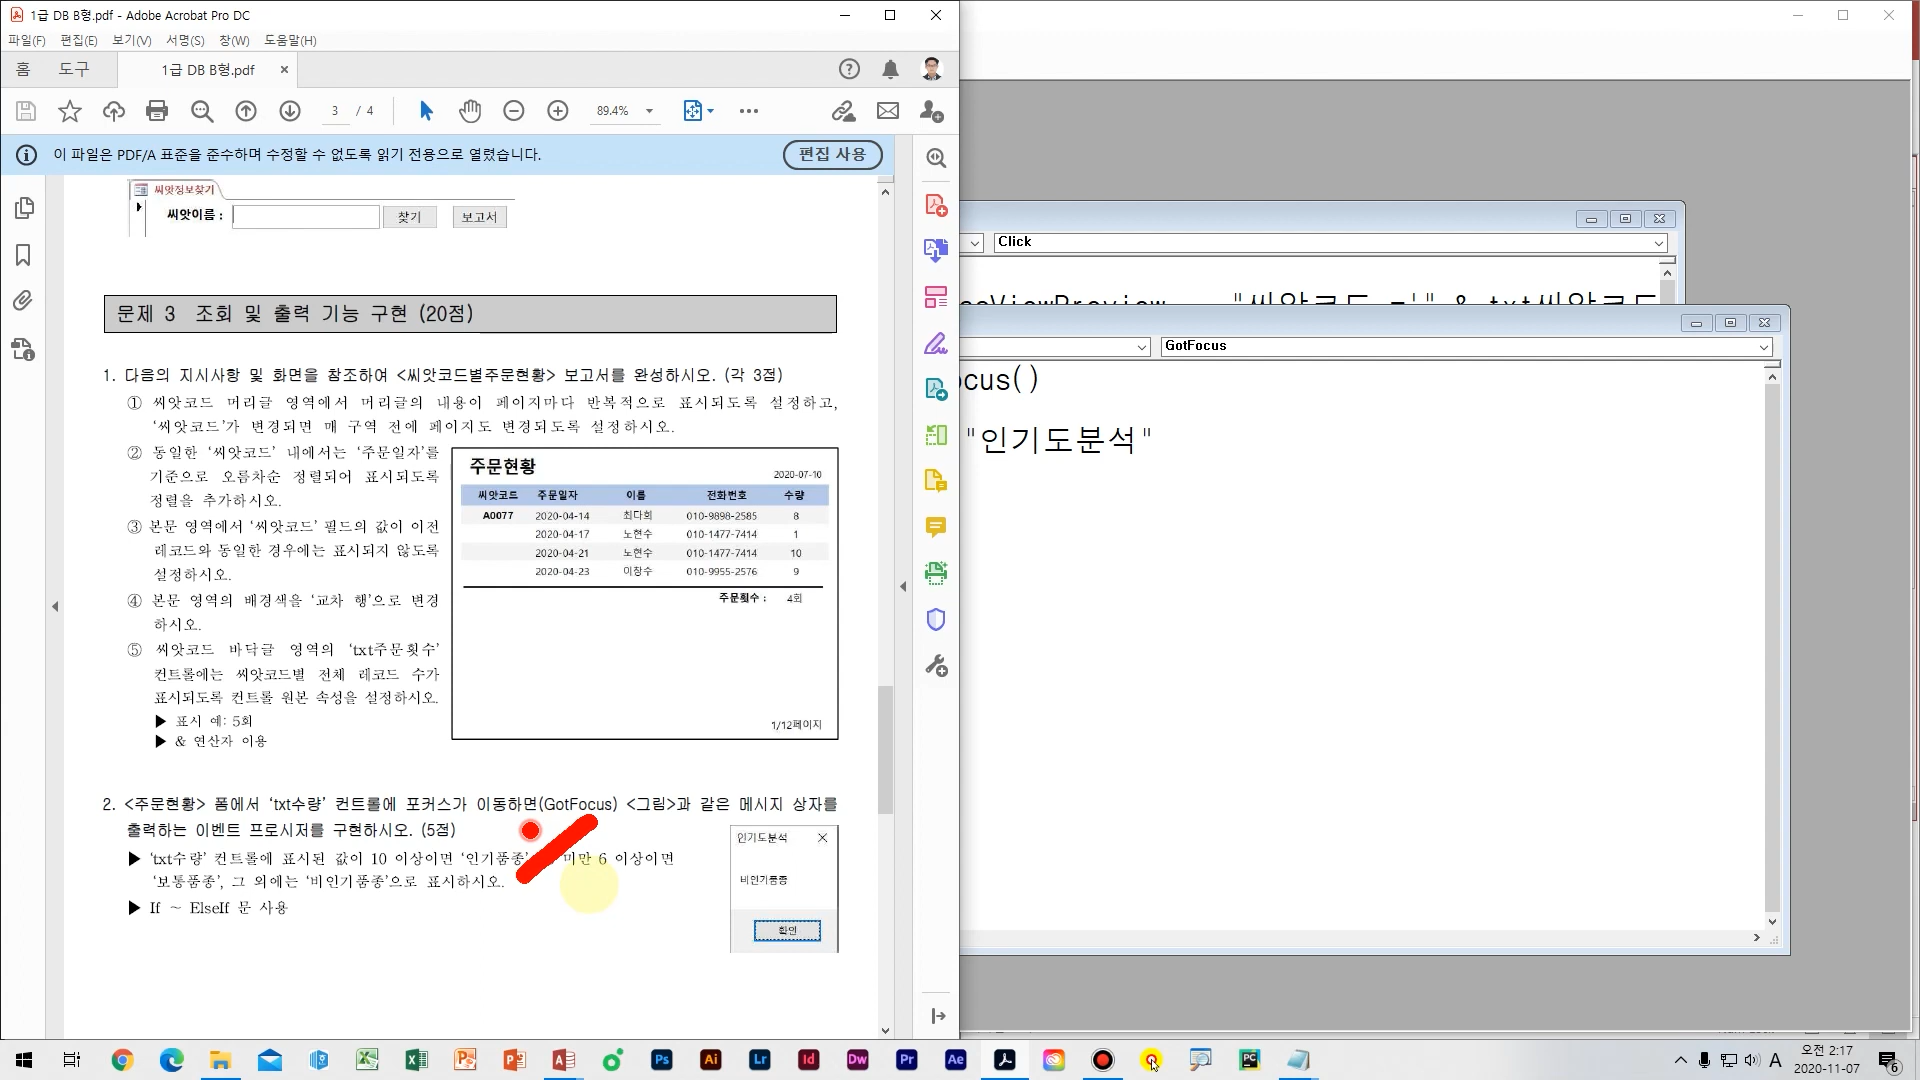 1급 DB B형.pdf - Adobe Acrobat Pro DC
파일(F) 편집(E) 보기(V) 서명(S) 창(W) 도움말(H)
홈 도구 1급 DB B형.pdf
3 / 4 89.4%
이 파일은 PDF/A 표준을 준수하며 수정할 수 없도록 읽기 전용으로 열렸습니다. 편집 사용
씨앗정보찾기
씨앗이름 : 찾기 보고서
문제 3 조회 및 출력 기능 구현 (20점)
1. 다음의 지시사항 및 화면을 참조하여 <씨앗코드별주문현황> 보고서를 완성하시오. (각 3점)
① 씨앗코드 머리글 영역에서 머리글의 내용이 페이지마다 반복적으로 표시되도록 설정하고,
‘씨앗코드’가 변경되면 매 구역 전에 페이지도 변경되도록 설정하시오.
② 동일한 ‘씨앗코드’ 내에서는 ‘주문일자’를
기준으로 오름차순 정렬되어 표시되도록
정렬을 추가하시오.
③ 본문 영역에서 ‘씨앗코드’ 필드의 값이 이전
레코드와 동일한 경우에는 표시되지 않도록
설정하시오.
④ 본문 영역의 배경색을 ‘교차 행’으로 변경
하시오.
⑤ 씨앗코드 바닥글 영역의 ‘txt주문횟수’
컨트롤에는 씨앗코드별 전체 레코드 수가
표시되도록 컨트롤 원본 속성을 설정하시오.
▶ 표시 예: 5회
▶ & 연산자 이용
주문현황
2020-07-10
씨앗코드 주문일자 이름 전화번호 수량
A0077 2020-04-14 최다희 010-9898-2585 8
2020-04-17 노현수 010-1477-7414 1
2020-04-21 노현수 010-1477-7414 10
2020-04-23 이장수 010-9955-2576 9
주문횟수 : 4회
1/12페이지
2. <주문현황> 폼에서 ‘txt수량’ 컨트롤에 포커스가 이동하면(GotFocus) <그림>과 같은 메시지 상자를
출력하는 이벤트 프로시저를 구현하시오. (5점)
▶ ‘txt수량’ 컨트롤에 표시된 값이 10 이상이면 ‘인기품종’ 미만 6 이상이면
‘보통품종’, 그 외에는 ‘비인기품종’으로 표시하시오.
▶ If ~ ElseIf 문 사용
인기도분석
비인기품종
확인
Click
"씨앗코드 ='" & txt씨앗코드
GotFocus
ocus()
"인기도분석"
A 오전 2:17
2020-11-07
6